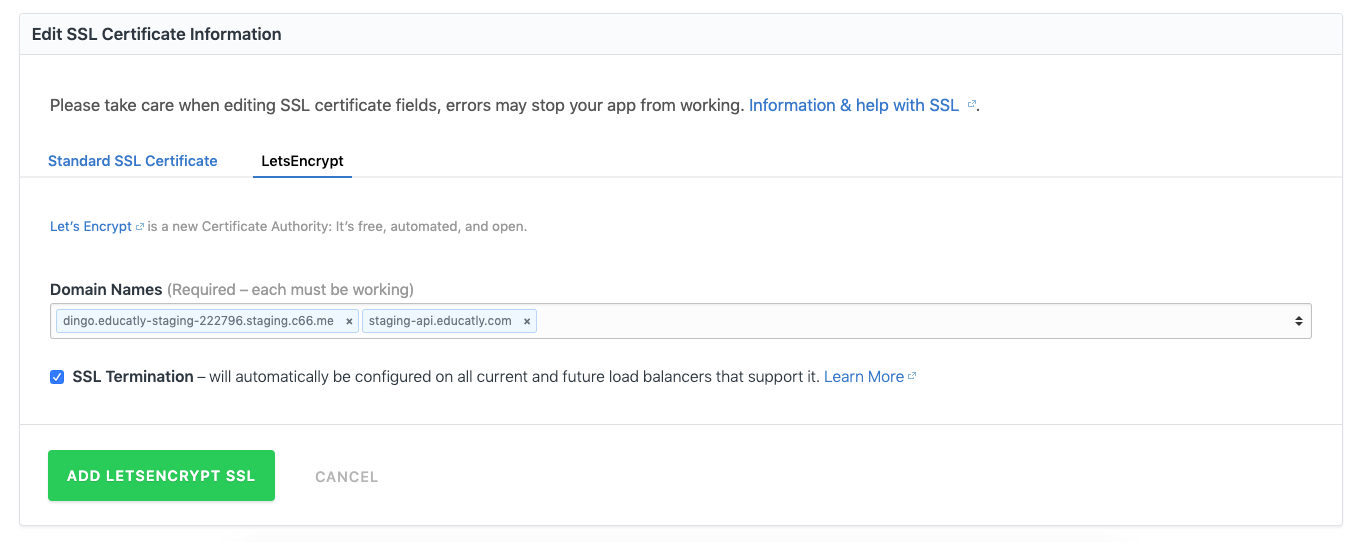 Edit SSL Certificate Information
Please take care when editing SSL certificate fields, errors may stop your app from working. Information & help with SSL .
Standard SSL Certificate LetsEncrypt
Let’s Encrypt is a new Certificate Authority: It’s free, automated, and open.
Domain Names (Required – each must be working)
dingo.educatly-staging-222796.staging.c66.me × staging-api.educatly.com ×
SSL Termination – will automatically be configured on all current and future load balancers that support it. Learn More
ADD LETSENCRYPT SSL CANCEL